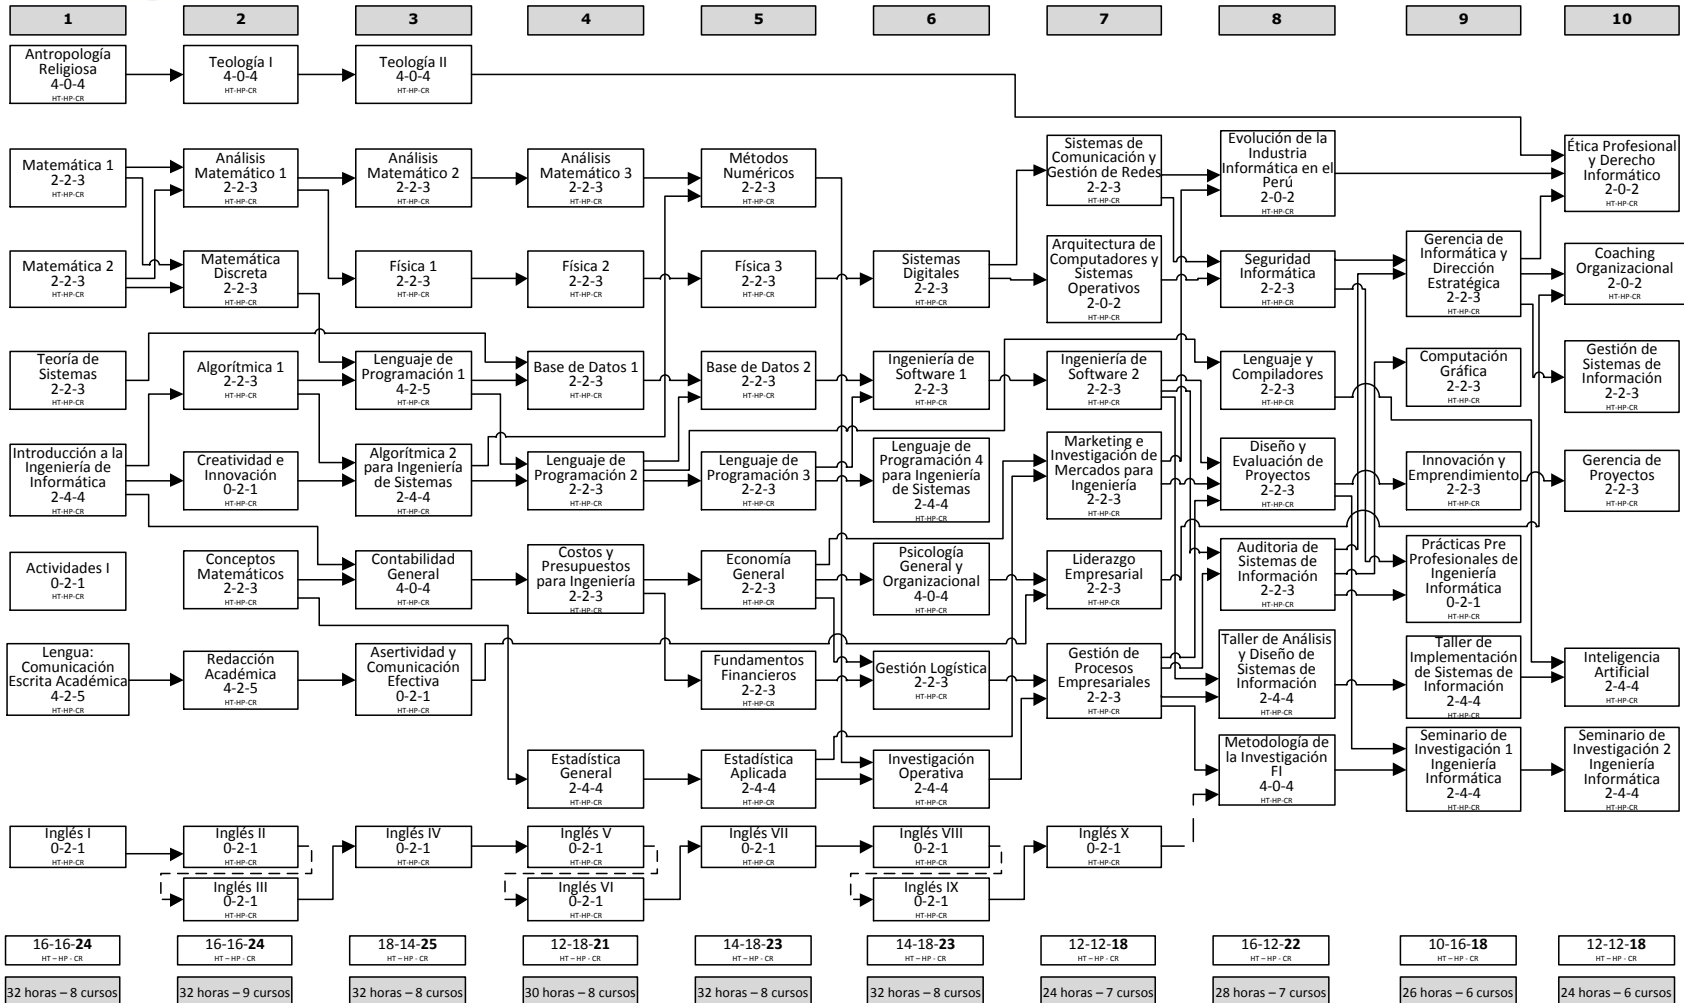 1
2
3
4
5
6
7
8
9
10
Antropología
Religiosa
4-0-4
HT-HP-CR
Teología I
4-0-4
HT-HP-CR
Teología II
4-0-4
HT-HP-CR
Matemática 1
2-2-3
HT-HP-CR
Análisis
Matemático 1
2-2-3
HT-HP-CR
Análisis
Matemático 2
2-2-3
HT-HP-CR
Análisis
Matemático 3
2-2-3
HT-HP-CR
Métodos
Numéricos
2-2-3
HT-HP-CR
Sistemas de
Comunicación y
Gestión de Redes
2-2-3
HT-HP-CR
Evolución de la
Industria
Informática en el
Perú
2-0-2
HT-HP-CR
Ética Profesional
y Derecho
Informático
2-0-2
HT-HP-CR
Matemática 2
2-2-3
HT-HP-CR
Matemática
Discreta
2-2-3
HT-HP-CR
Física 1
2-2-3
HT-HP-CR
Física 2
2-2-3
HT-HP-CR
Física 3
2-2-3
HT-HP-CR
Sistemas
Digitales
2-2-3
HT-HP-CR
Arquitectura de
Computadores y
Sistemas
Operativos
2-0-2
HT-HP-CR
Seguridad
Informática
2-2-3
HT-HP-CR
Gerencia de
Informática y
Dirección
Estratégica
2-2-3
HT-HP-CR
Coaching
Organizacional
2-0-2
HT-HP-CR
Teoría de
Sistemas
2-2-3
HT-HP-CR
Algorítmica 1
2-2-3
HT-HP-CR
Lenguaje de
Programación 1
4-2-5
HT-HP-CR
Base de Datos 1
2-2-3
HT-HP-CR
Base de Datos 2
2-2-3
HT-HP-CR
Ingeniería de
Software 1
2-2-3
HT-HP-CR
Ingeniería de
Software 2
2-2-3
HT-HP-CR
Lenguaje y
Compiladores
2-2-3
HT-HP-CR
Computación
Gráfica
2-2-3
HT-HP-CR
Gestión de
Sistemas de
Información
2-2-3
HT-HP-CR
Introducción a la
Ingeniería de
Informática
2-4-4
HT-HP-CR
Creatividad e
Innovación
0-2-1
HT-HP-CR
Algorítmica 2
para Ingeniería
de Sistemas
2-4-4
HT-HP-CR
Lenguaje de
Programación 2
2-2-3
HT-HP-CR
Lenguaje de
Programación 3
2-2-3
HT-HP-CR
Lenguaje de
Programación 4
para Ingeniería
de Sistemas
2-4-4
HT-HP-CR
Marketing e
Investigación de
Mercados para
Ingeniería
2-2-3
HT-HP-CR
Diseño y
Evaluación de
Proyectos
2-2-3
HT-HP-CR
Innovación y
Emprendimiento
2-2-3
HT-HP-CR
Gerencia de
Proyectos
2-2-3
HT-HP-CR
Actividades I
0-2-1
HT-HP-CR
Conceptos
Matemáticos
2-2-3
HT-HP-CR
Contabilidad
General
4-0-4
HT-HP-CR
Costos y
Presupuestos
para Ingeniería
2-2-3
HT-HP-CR
Economía
General
2-2-3
HT-HP-CR
Psicología
General y
Organizacional
4-0-4
HT-HP-CR
Liderazgo
Empresarial
2-2-3
HT-HP-CR
Auditoria de
Sistemas de
Información
2-2-3
HT-HP-CR
Prácticas Pre
Profesionales de
Ingeniería
Informática
0-2-1
HT-HP-CR
Lengua:
Comunicación
Escrita Académica
4-2-5
HT-HP-CR
Redacción
Académica
4-2-5
HT-HP-CR
Asertividad y
Comunicación
Efectiva
0-2-1
HT-HP-CR
Fundamentos
Financieros
2-2-3
HT-HP-CR
Gestión Logística
2-2-3
HT-HP-CR
Gestión de
Procesos
Empresariales
2-2-3
HT-HP-CR
Taller de Análisis
y Diseño de
Sistemas de
Información
2-4-4
HT-HP-CR
Taller de
Implementación
de Sistemas de
Información
2-4-4
HT-HP-CR
Inteligencia
Artificial
2-4-4
HT-HP-CR
Estadística
General
2-4-4
HT-HP-CR
Estadística
Aplicada
2-4-4
HT-HP-CR
Investigación
Operativa
2-4-4
HT-HP-CR
Metodología de
la Investigación
FI
4-0-4
HT-HP-CR
Seminario de
Investigación 1
Ingeniería
Informática
2-4-4
HT-HP-CR
Seminario de
Investigación 2
Ingeniería
Informática
2-4-4
HT-HP-CR
Inglés I
0-2-1
HT-HP-CR
Inglés II
0-2-1
HT-HP-CR
Inglés IV
0-2-1
HT-HP-CR
Inglés V
0-2-1
HT-HP-CR
Inglés VII
0-2-1
HT-HP-CR
Inglés VIII
0-2-1
HT-HP-CR
Inglés X
0-2-1
HT-HP-CR
Inglés III
0-2-1
HT-HP-CR
Inglés VI
0-2-1
HT-HP-CR
Inglés IX
0-2-1
HT-HP-CR
16-16-24
HT – HP - CR
16-16-24
HT – HP - CR
18-14-25
HT – HP - CR
12-18-21
HT – HP - CR
14-18-23
HT – HP - CR
14-18-23
HT – HP - CR
12-12-18
HT – HP - CR
16-12-22
HT – HP - CR
10-16-18
HT – HP - CR
12-12-18
HT – HP - CR
32 horas – 8 cursos
32 horas – 9 cursos
32 horas – 8 cursos
30 horas – 8 cursos
32 horas – 8 cursos
32 horas – 8 cursos
24 horas – 7 cursos
28 horas – 7 cursos
26 horas – 6 cursos
24 horas – 6 cursos